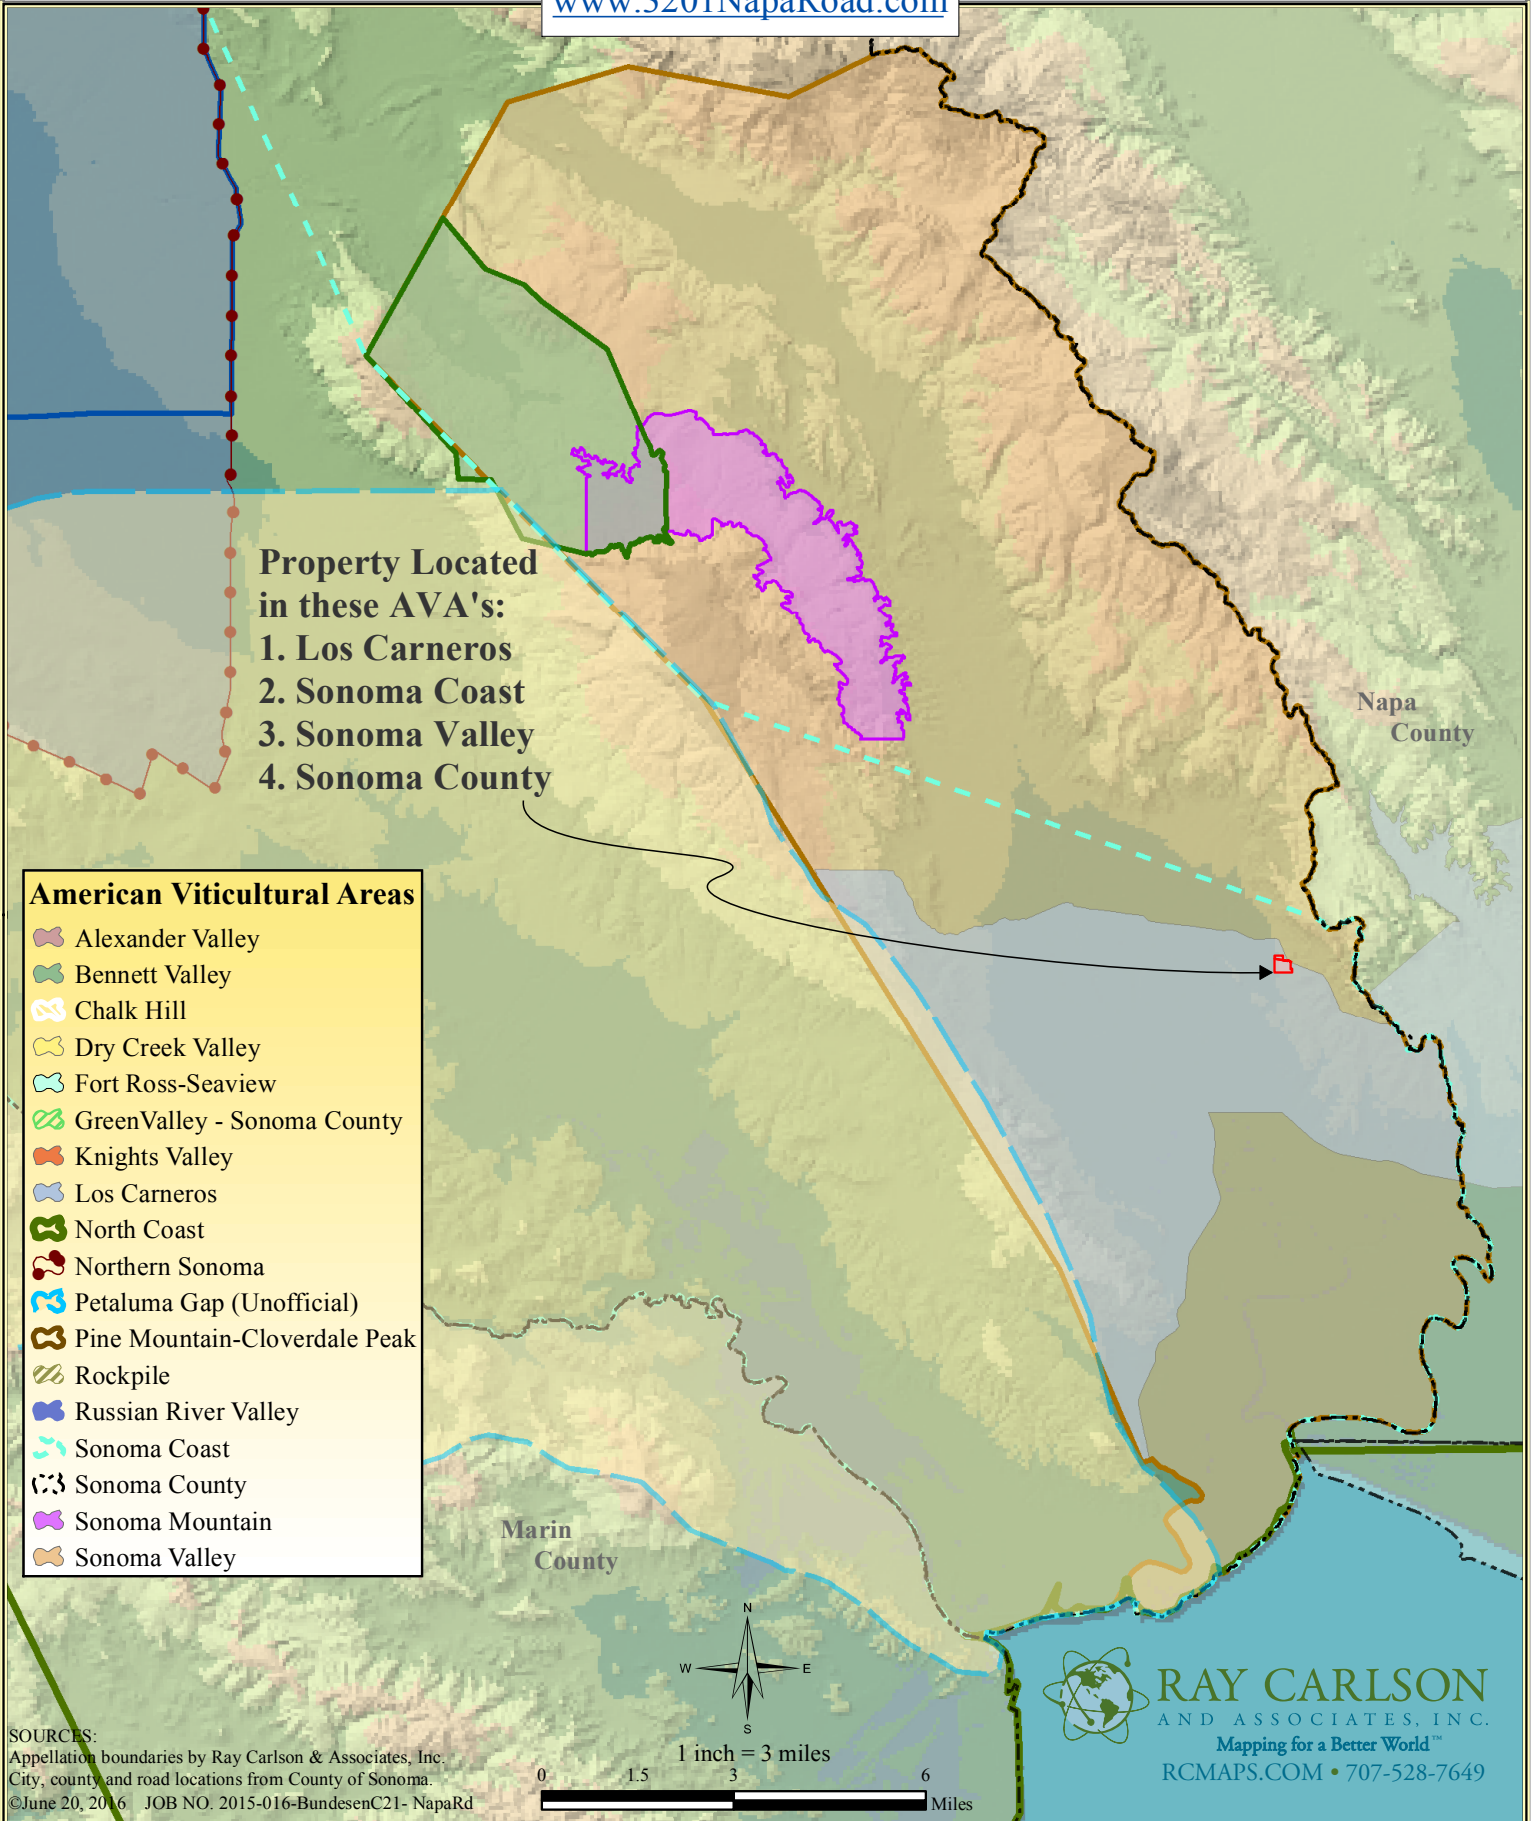 www.3201NapaRoad.com
Property Located
in these AVA's:
1. Los Carneros
2. Sonoma Coast
3. Sonoma Valley
4. Sonoma County
Napa
County
American Viticultural Areas
Alexander Valley
Bennett Valley
Chalk Hill
Dry Creek Valley
Fort Ross-Seaview
GreenValley - Sonoma County
Knights Valley
Los Carneros
North Coast
Northern Sonoma
Petaluma Gap (Unofficial)
Pine Mountain-Cloverdale Peak
Rockpile
Russian River Valley
Sonoma Coast
Sonoma County
Sonoma Mountain
Sonoma Valley
Marin
County
N
W E
S
RAY CARLSON
AND ASSOCIATES, INC.
Mapping for a Better World™
RCMAPS.COM • 707-528-7649
SOURCES:
Appellation boundaries by Ray Carlson & Associates, Inc.
City, county and road locations from County of Sonoma.
©June 20, 2016 JOB NO. 2015-016-BundesenC21- NapaRd
1 inch = 3 miles
0 1.5 3 6
Miles